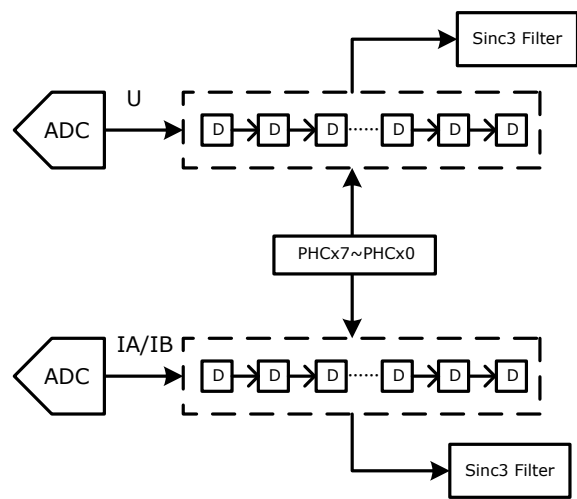 Sinc3 Filter
U
ADC
D D D D D D
PHCx7~PHCx0
IA/IB
ADC
D D D D D D
Sinc3 Filter